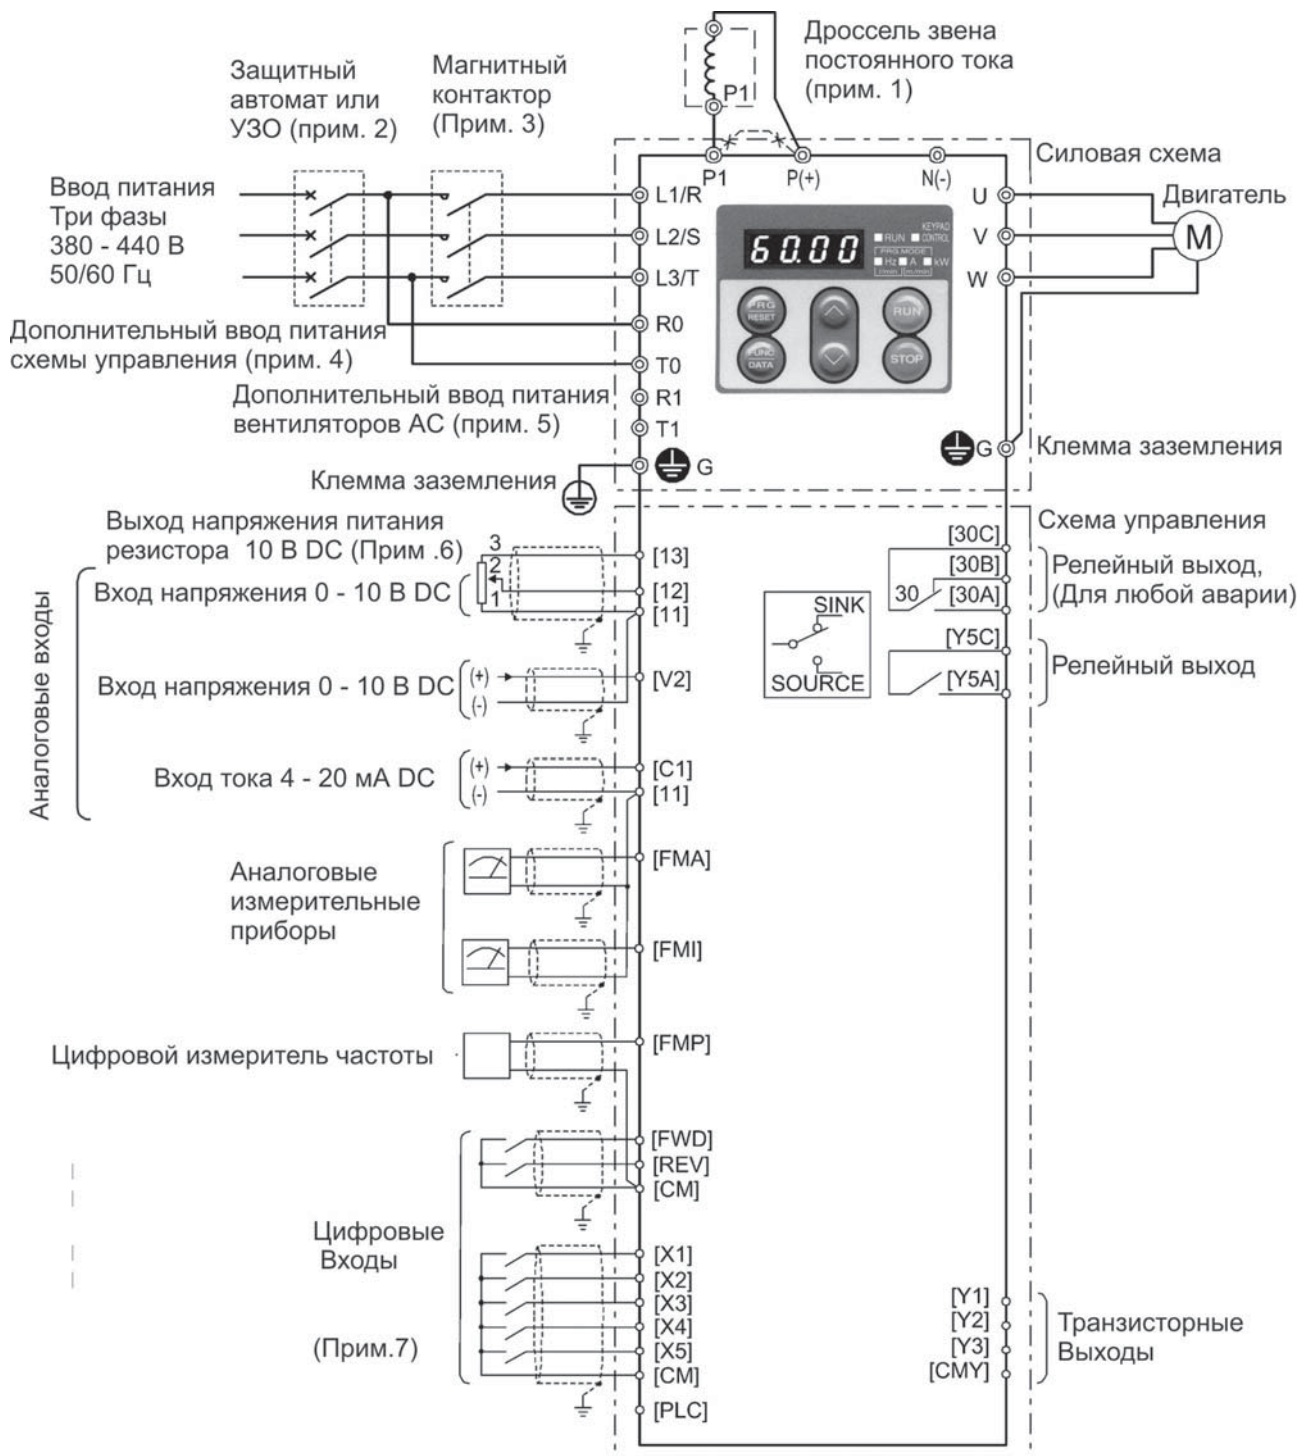 Дроссель звена
постоянного тока
(прим. 1)
P1
Защитный
автомат или
УЗО (прим. 2)
Магнитный
контактор
(Прим. 3)
Силовая схема
P1
P(+)
N(-)
Ввод питания
Три фазы
380 - 440 В
50/60 Гц
L1/R
L2/S
L3/T
U
V
W
Двигатель
M
60.00
KEYPAD
RUN
CONTROL
PRG.MODE
Hz A kW
r/min m/min
PRG
RESET
RUN
FUNC
DATA
STOP
Дополнительный ввод питания
схемы управления (прим. 4)
R0
T0
Дополнительный ввод питания
вентиляторов АС (прим. 5)
R1
T1
Клемма заземления
G
G
Клемма заземления
Схема управления
Выход напряжения питания
резистора 10 В DC (Прим .6)
3
2
1
[13]
[12]
[11]
Вход напряжения 0 - 10 В DC
Аналоговые входы
Вход напряжения 0 - 10 В DC
(+)
(-)
[V2]
Вход тока 4 - 20 мА DC
(+)
(-)
[C1]
[11]
SINK
SOURCE
[30C]
[30B]
30
[30A]
Релейный выход,
(Для любой аварии)
[Y5C]
[Y5A]
Релейный выход
Аналоговые
измерительные
приборы
[FMA]
[FMI]
Цифровой измеритель частоты
[FMP]
Цифровые
Входы
(Прим.7)
[FWD]
[REV]
[CM]
[X1]
[X2]
[X3]
[X4]
[X5]
[CM]
[PLC]
[Y1]
[Y2]
[Y3]
[CMY]
Транзисторные
Выходы